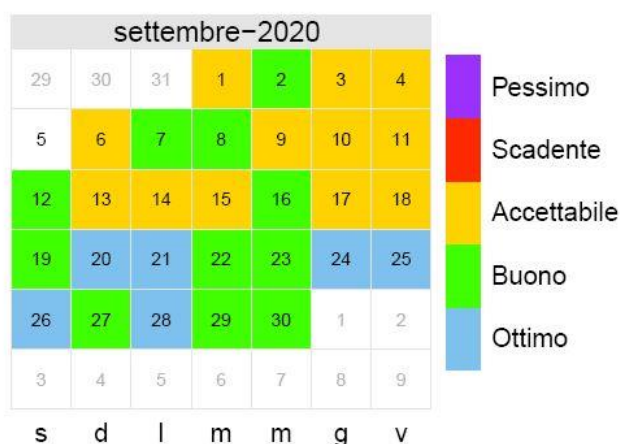 settembre-2020
29 30 31 1 2 3 4
5 6 7 8 9 10 11
12 13 14 15 16 17 18
19 20 21 22 23 24 25
26 27 28 29 30 1 2
3 4 5 6 7 8 9
s d l m m g v
Pessimo
Scadente
Accettabile
Buono
Ottimo